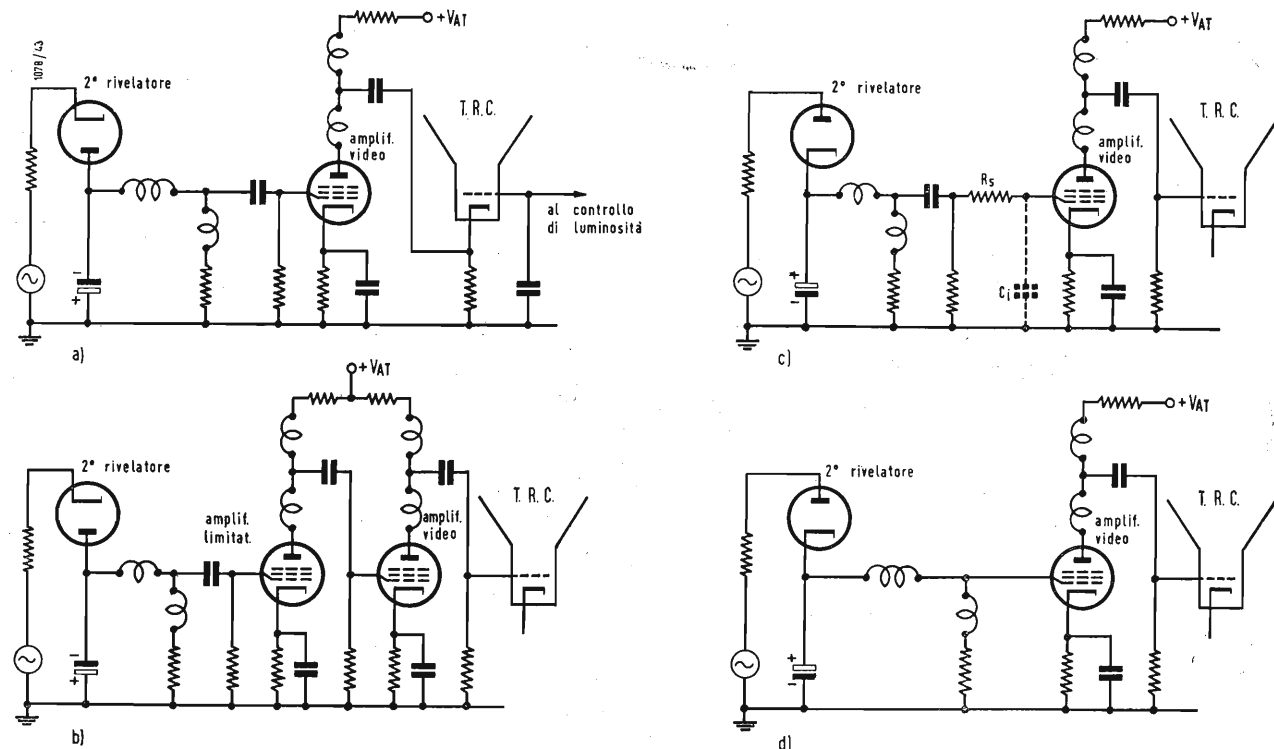 +VAT
1078/43
2° rivelatore
T. R. C.
amplif.
video
al controllo
di luminositá
-
+
a)
+VAT
2° rivelatore
T. R. C.
amplif.
video
Rs
Ci
+
-
c)
+VAT
2° rivelatore
T. R. C.
amplif.
limitat.
amplif.
video
-
+
b)
+VAT
2° rivelatore
T. R. C.
amplif.
video
+
-
d)